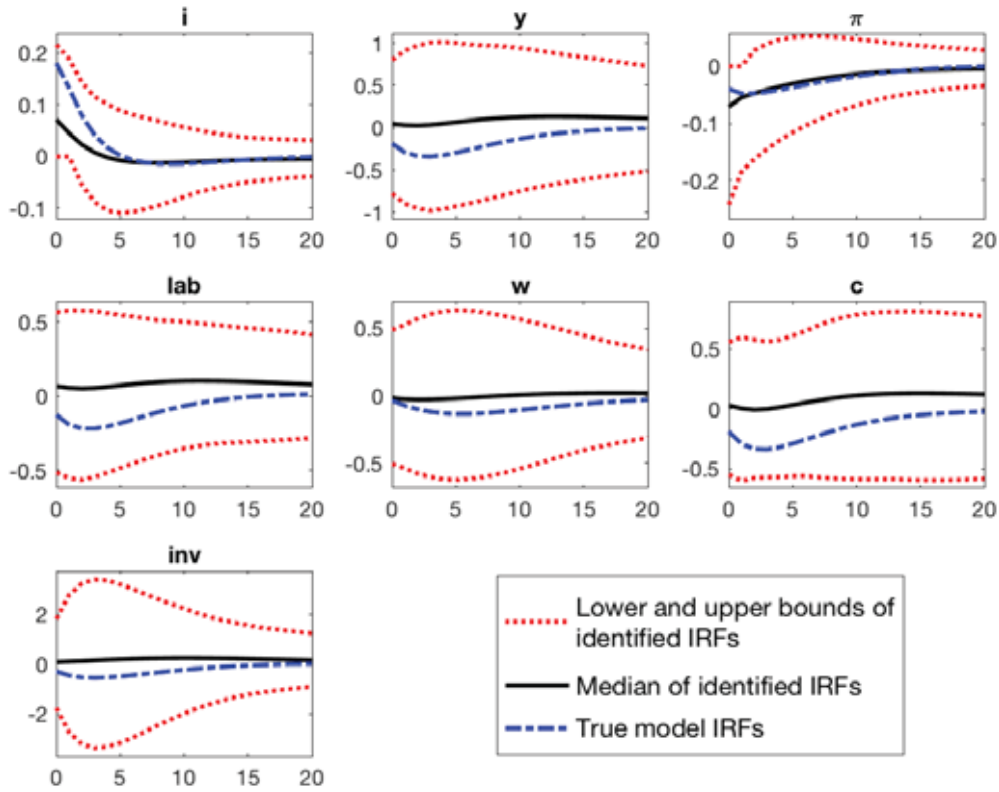 i
y
π
0.2
0.1
0
-0.1
0 5 10 15 20
1
0.5
0
-0.5
-1
0 5 10 15 20
0
-0.1
-0.2
0 5 10 15 20
lab
w
c
0.5
0
-0.5
0 5 10 15 20
0.5
0
-0.5
0 5 10 15 20
0.5
0
-0.5
0 5 10 15 20
inv
2
0
-2
0 5 10 15 20
Lower and upper bounds of
identified IRFs
Median of identified IRFs
True model IRFs